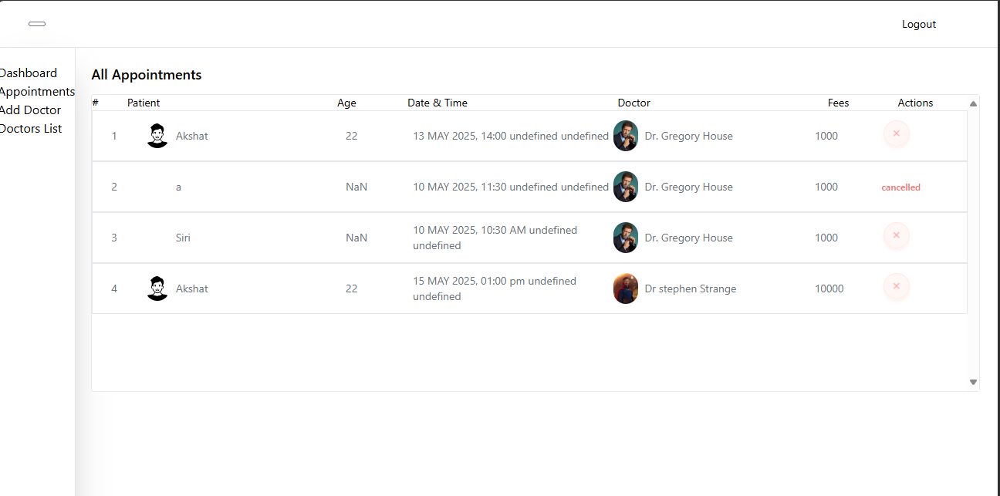 Logout
Dashboard
Appointments
Add Doctor
Doctors List
All Appointments
# Patient Age Date & Time Doctor Fees Actions
1 Akshat 22 13 MAY 2025, 14:00 undefined undefined Dr. Gregory House 1000
2 a NaN 10 MAY 2025, 11:30 undefined undefined Dr. Gregory House 1000 cancelled
3 Siri NaN 10 MAY 2025, 10:30 AM undefined
undefined Dr. Gregory House 1000
4 Akshat 22 15 MAY 2025, 01:00 pm undefined
undefined Dr stephen Strange 10000